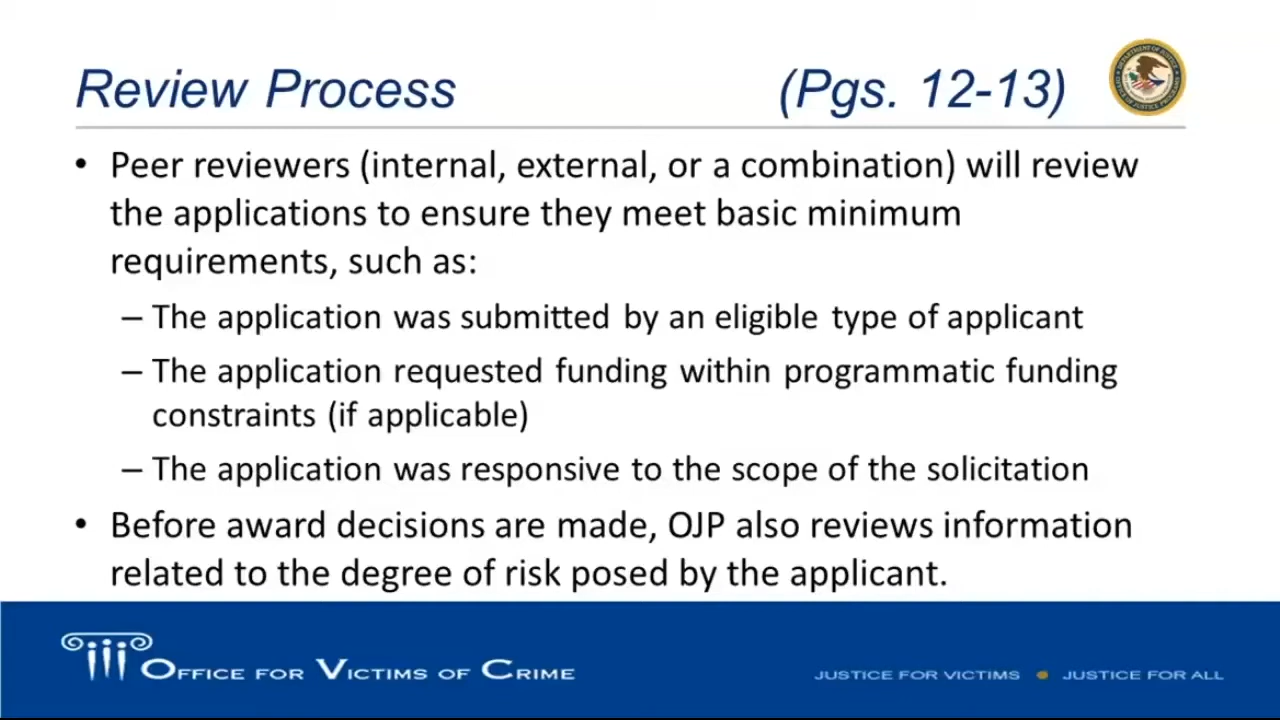 Review Process (Pgs. 12-13)
• Peer reviewers (internal, external, or a combination) will review
the applications to ensure they meet basic minimum
requirements, such as:
– The application was submitted by an eligible type of applicant
– The application requested funding within programmatic funding
constraints (if applicable)
– The application was responsive to the scope of the solicitation
• Before award decisions are made, OJP also reviews information
related to the degree of risk posed by the applicant.
OFFICE FOR VICTIMS OF CRIME
JUSTICE FOR VICTIMS • JUSTICE FOR ALL